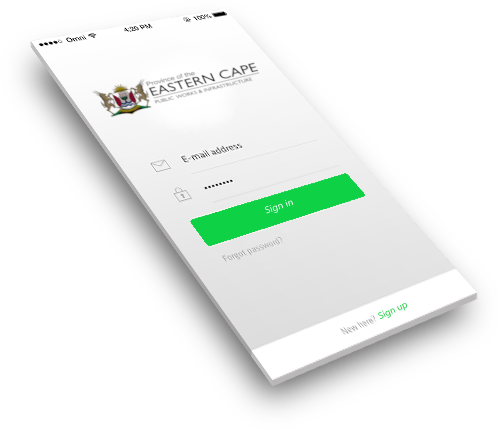 Omni 4:20 PM 100%
Province of the
EASTERN CAPE
PUBLIC WORKS & INFRASTRUCTURE
E-mail address
Sign in
Forgot password?
New here? Sign up